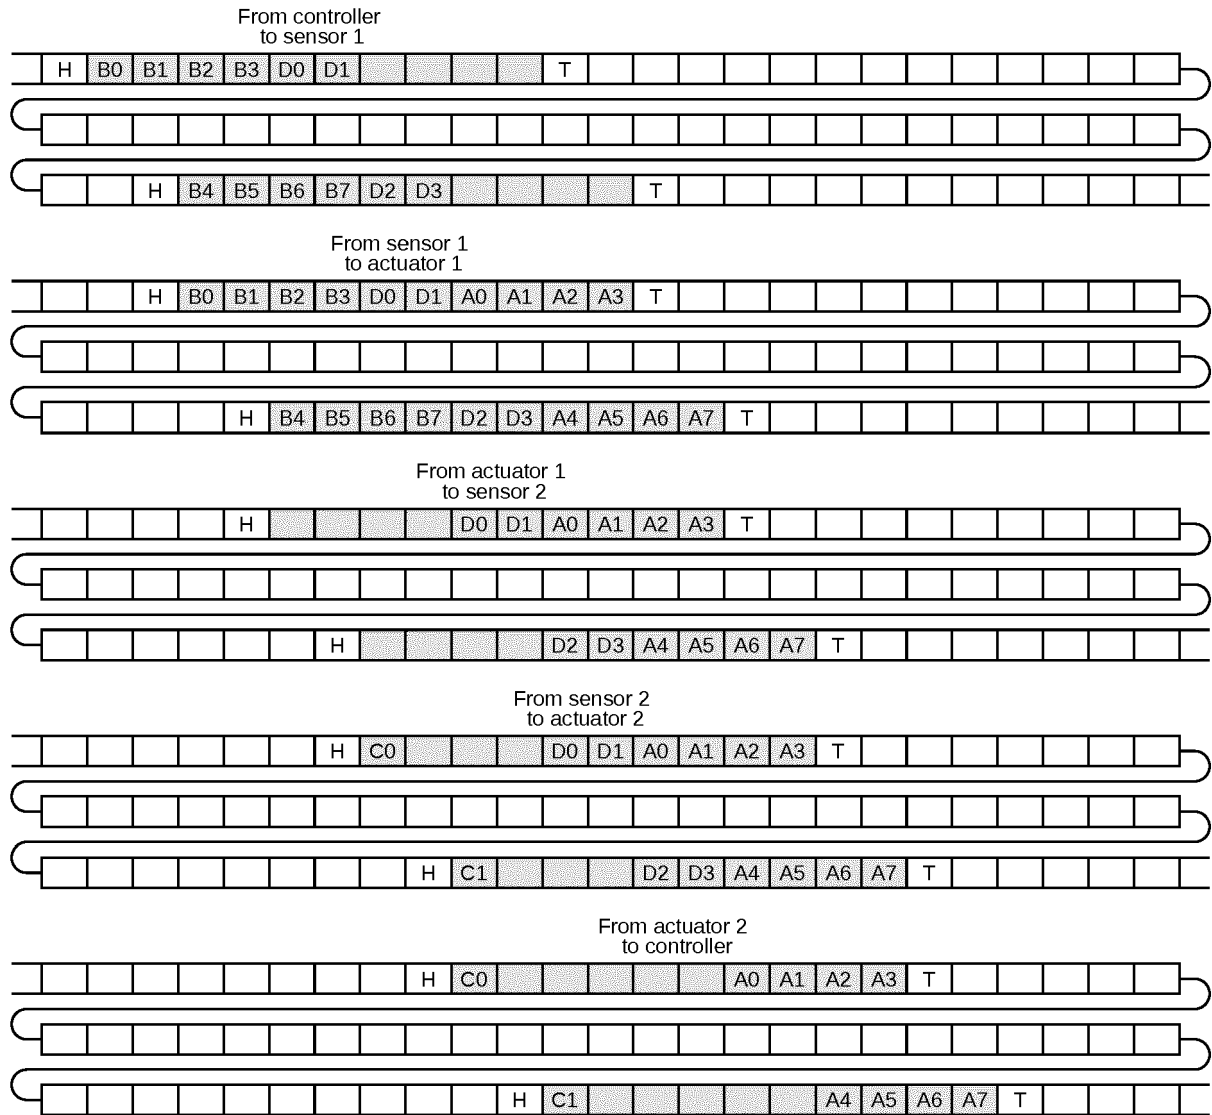 From controller
to sensor 1
H B0 B1 B2 B3 D0 D1 T
H B4 B5 B6 B7 D2 D3 T
From sensor 1
to actuator 1
H B0 B1 B2 B3 D0 D1 A0 A1 A2 A3 T
H B4 B5 B6 B7 D2 D3 A4 A5 A6 A7 T
From actuator 1
to sensor 2
H D0 D1 A0 A1 A2 A3 T
H D2 D3 A4 A5 A6 A7 T
From sensor 2
to actuator 2
H C0 D0 D1 A0 A1 A2 A3 T
H C1 D2 D3 A4 A5 A6 A7 T
From actuator 2
to controller
H C0 A0 A1 A2 A3 T
H C1 A4 A5 A6 A7 T